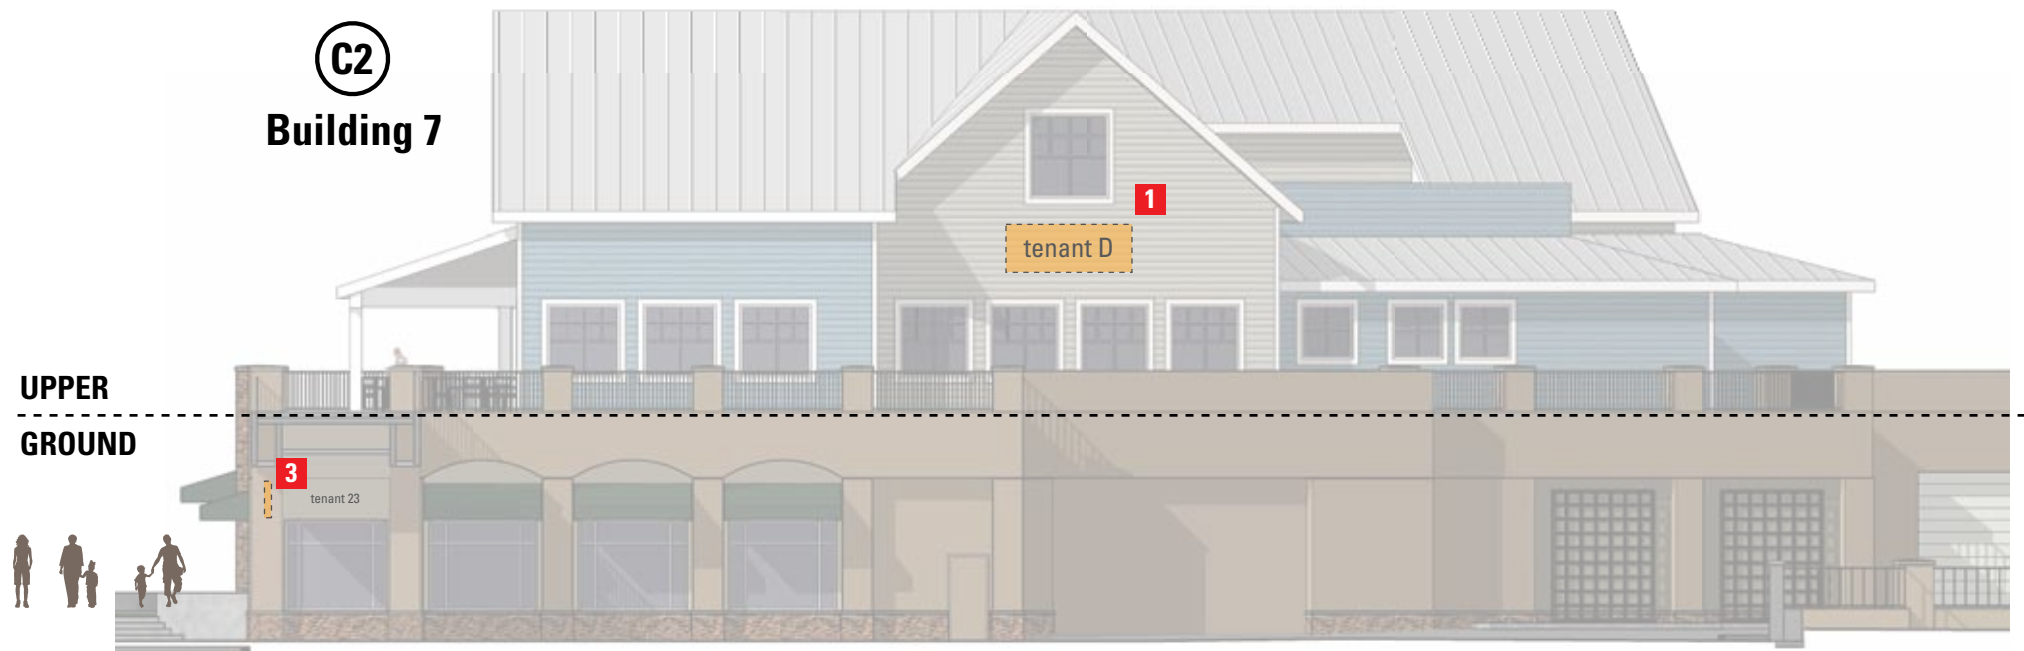 C2
Building 7
1
tenant D
UPPER
GROUND
3
tenant 23